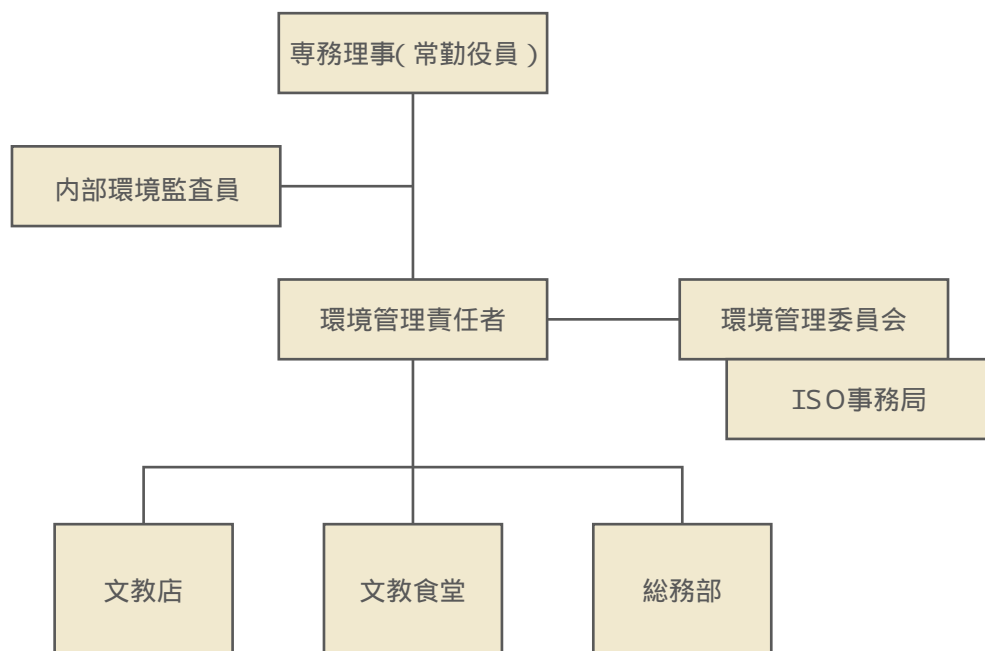 専務理事(常勤役員)
内部環境監査員
環境管理責任者
環境管理委員会
ISO事務局
文教店
文教食堂
総務部